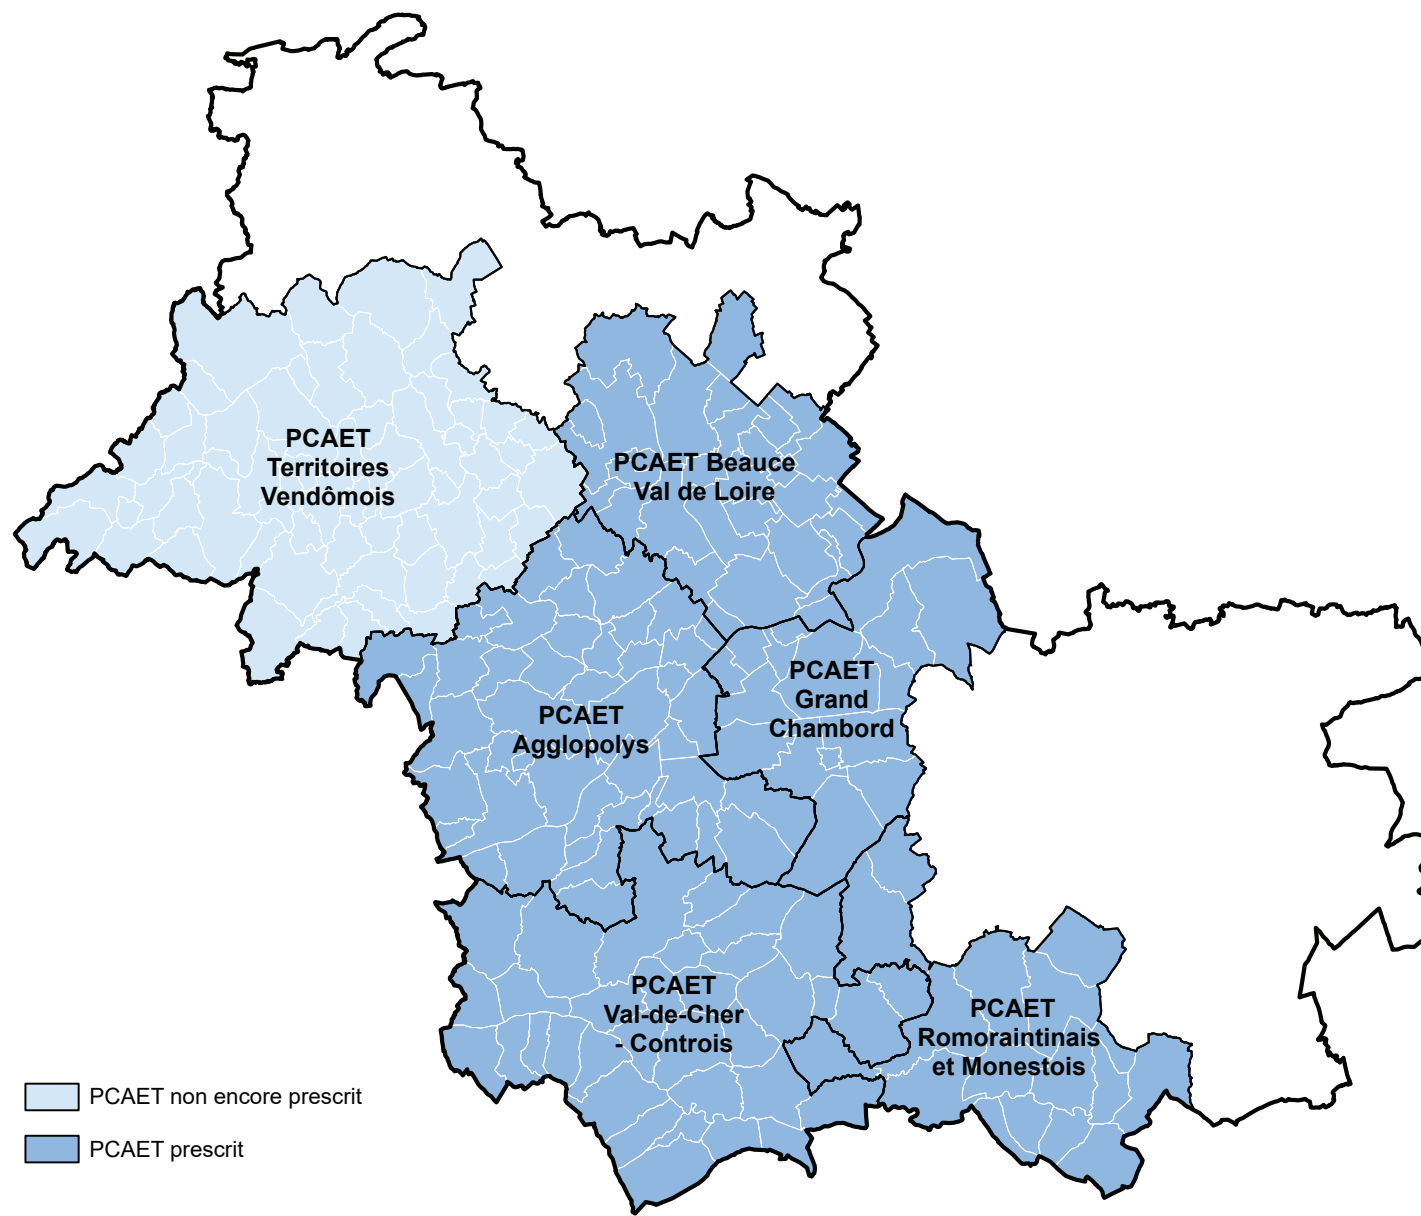 PCAET
Territoires
Vendômois
PCAET Beauce
Val de Loire
PCAET
Grand
Chambord
PCAET
Agglopolys
PCAET
Val-de-Cher
- Controis
PCAET
Romoraintinais
et Monestois
PCAET non encore prescrit
PCAET prescrit